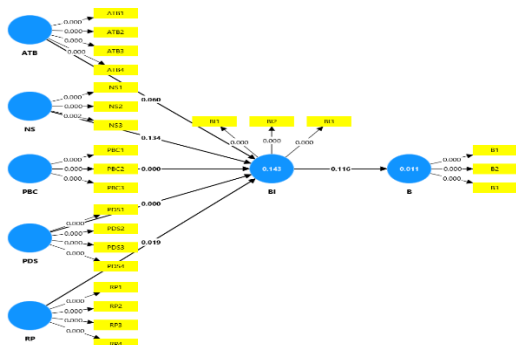 ATB1
0.000
ATB2
0.000
0.000
ATB3
0.000
ATB
ATB4
0.060
NS1
0.000
NS2
0.000
0.002
NS3
NS
0.134
BI1
BI2
BI3
0.000
0.000
0.000
PBC1
0.000
PBC2
0.000
0.000
PBC3
PBC
0.000
0.143
BI
0.116
0.011
B
B1
0.000
B2
0.000
0.000
B3
PDS1
0.000
0.000
PDS2
0.000
0.000
PDS3
0.000
PDS4
PDS
0.019
RP1
0.000
RP2
0.000
0.000
RP3
0.000
RP4
RP